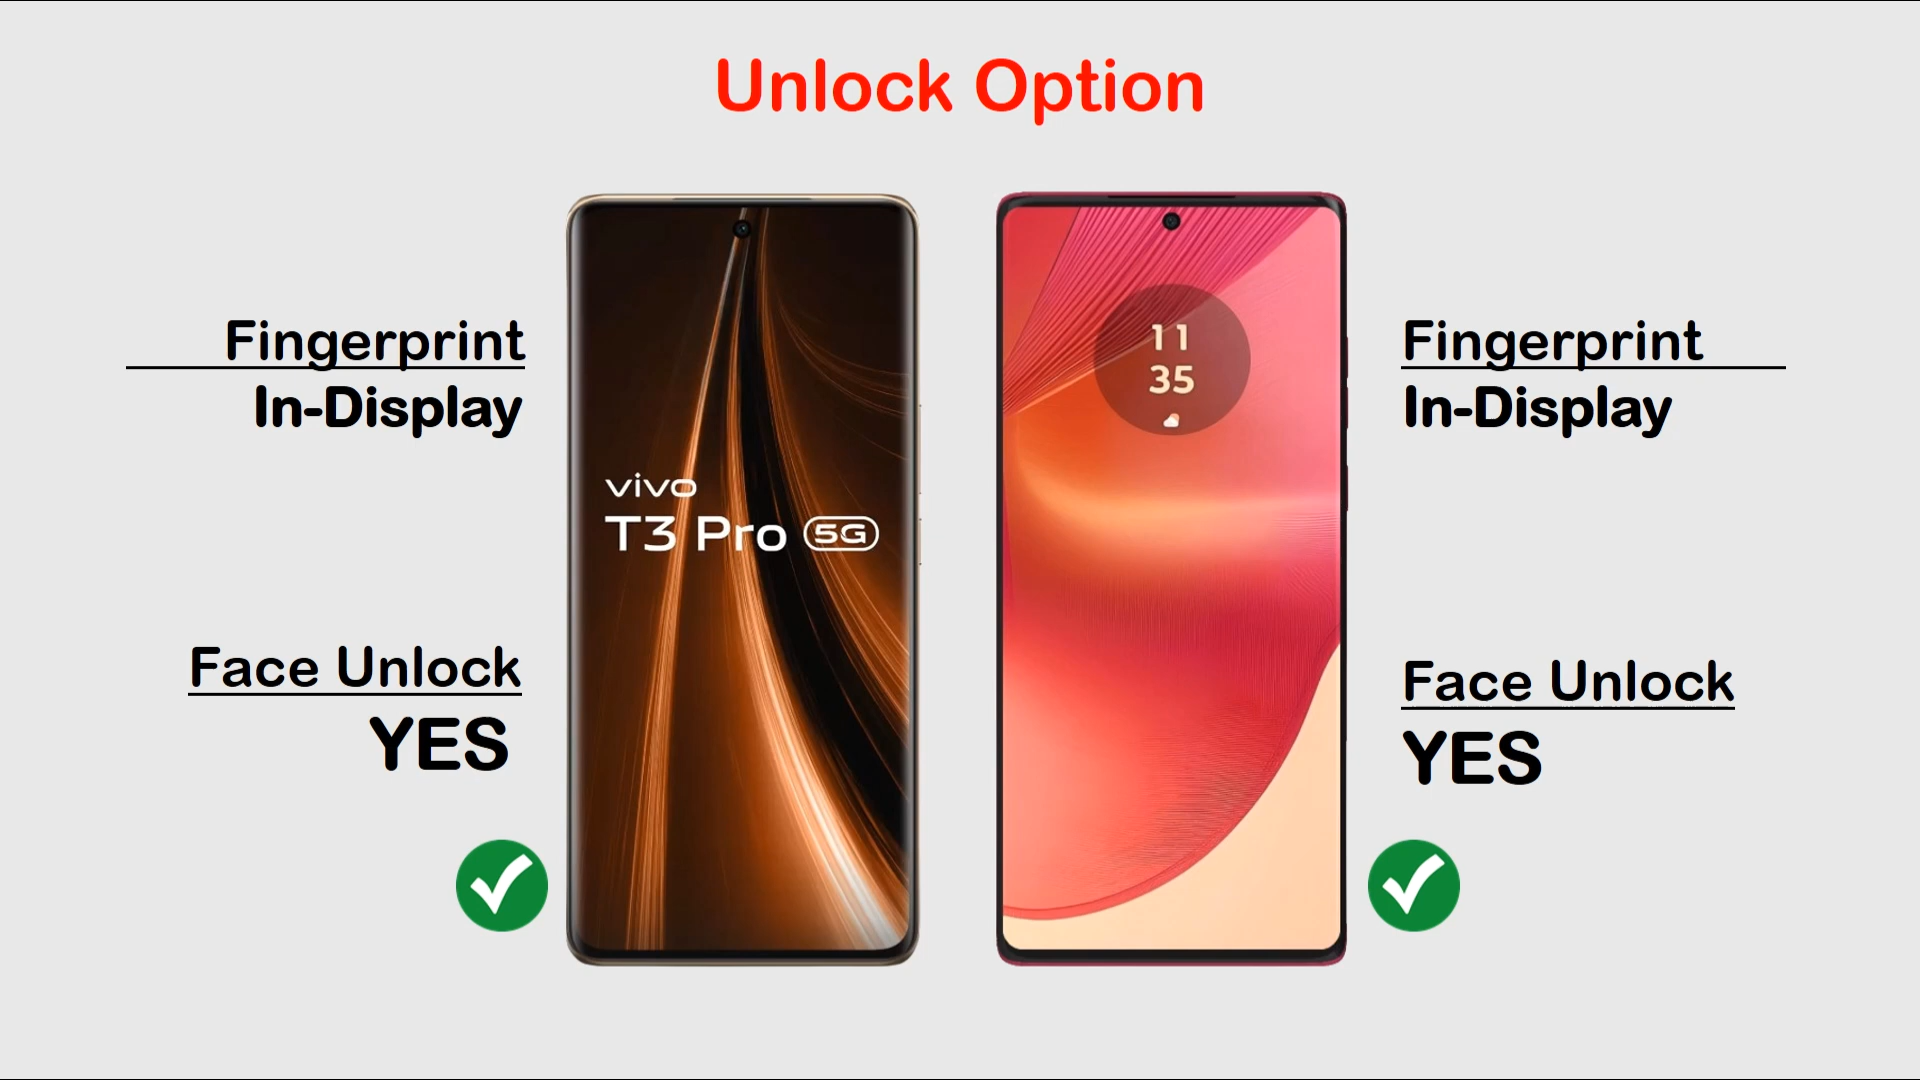 Unlock Option
Fingerprint
In-Display
Face Unlock
YES
vivo
T3 Pro 5G
11
35
Fingerprint
In-Display
Face Unlock
YES